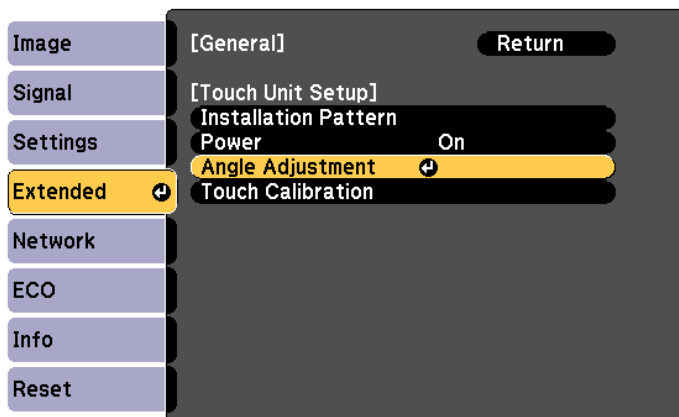 Image
Signal
Settings
Extended
Network
ECO
Info
Reset
[General] Return
[Touch Unit Setup]
Installation Pattern
Power On
Angle Adjustment
Touch Calibration